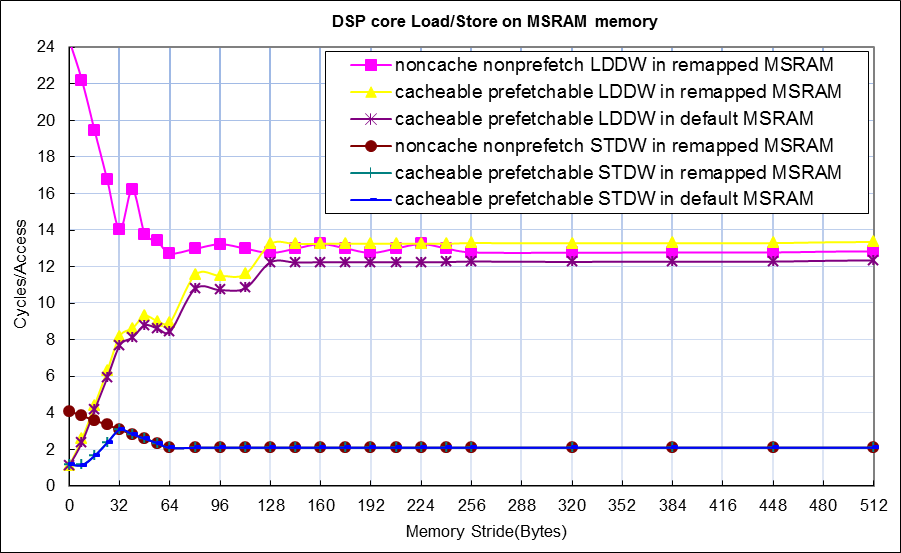 DSP core Load/Store on MSRAM memory
24
22
20
18
16
14
12
10
8
6
4
2
0
Cycles/Access
noncache nonprefetch LDDW in remapped MSRAM
cacheable prefetchable LDDW in remapped MSRAM
cacheable prefetchable LDDW in default MSRAM
noncache nonprefetch STDW in remapped MSRAM
cacheable prefetchable STDW in remapped MSRAM
cacheable prefetchable STDW in default MSRAM
0 32 64 96 128 160 192 224 256 288 320 352 384 416 448 480 512
Memory Stride(Bytes)